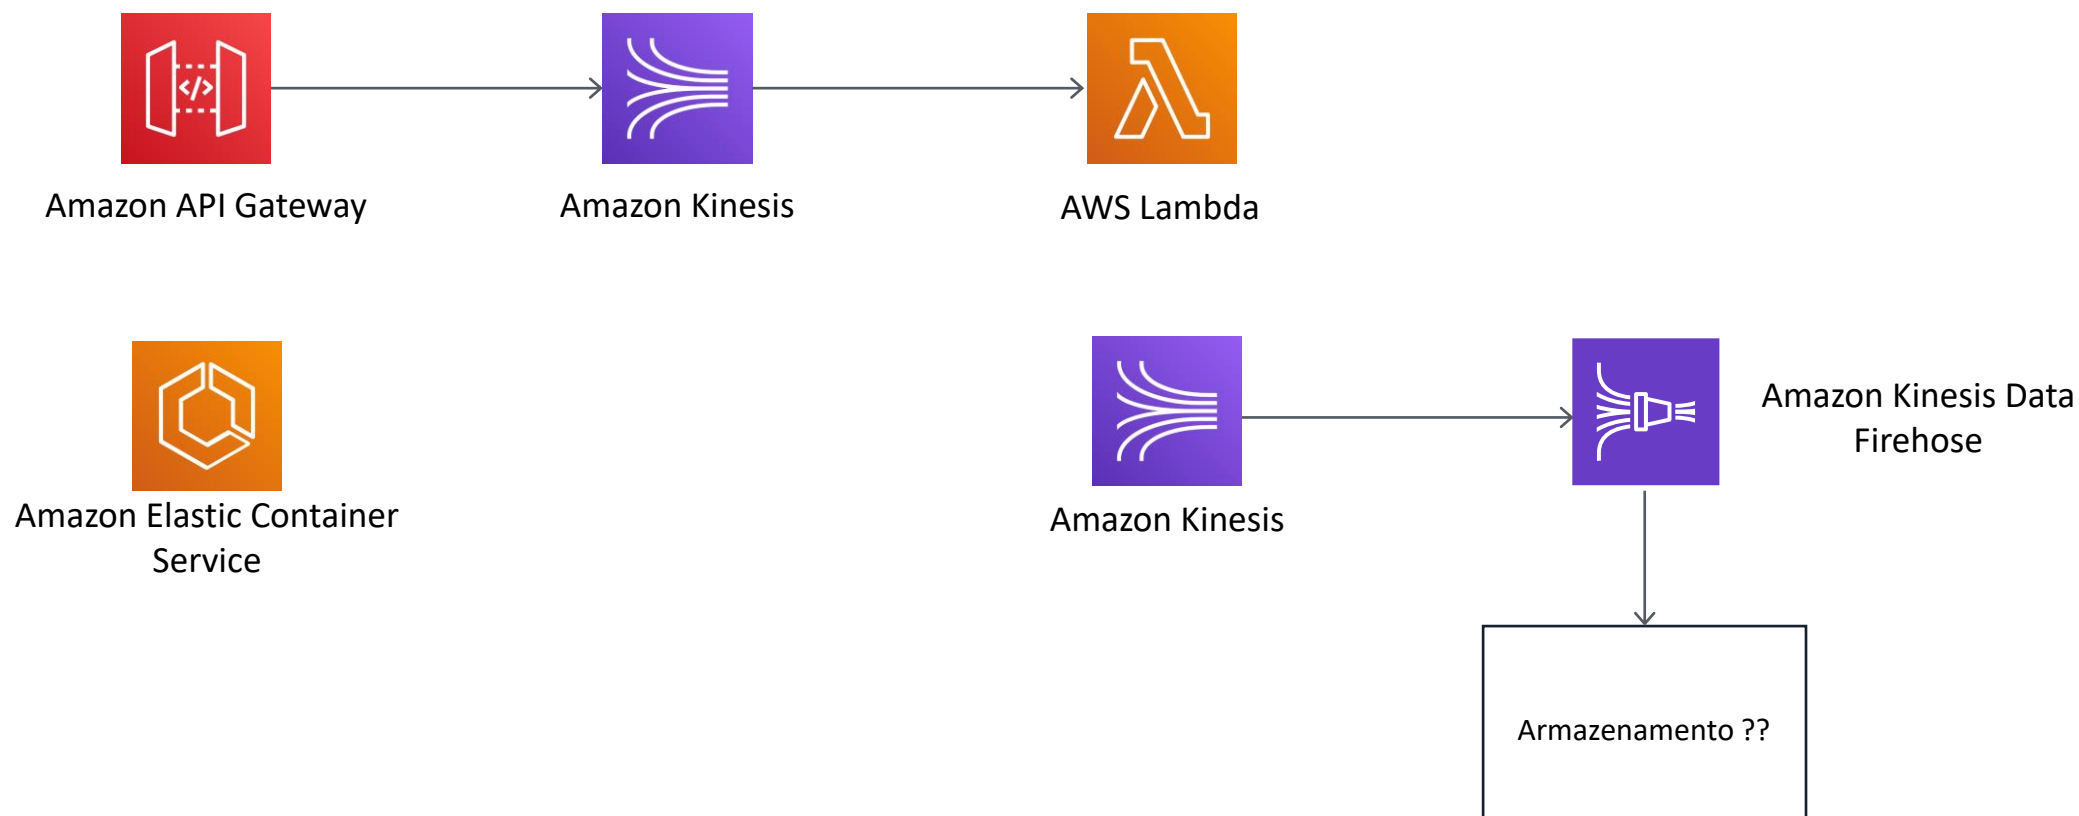 </>
Amazon API Gateway
Amazon Kinesis
AWS Lambda
Amazon Elastic Container
Service
Amazon Kinesis
Amazon Kinesis Data
Firehose
Armazenamento ??